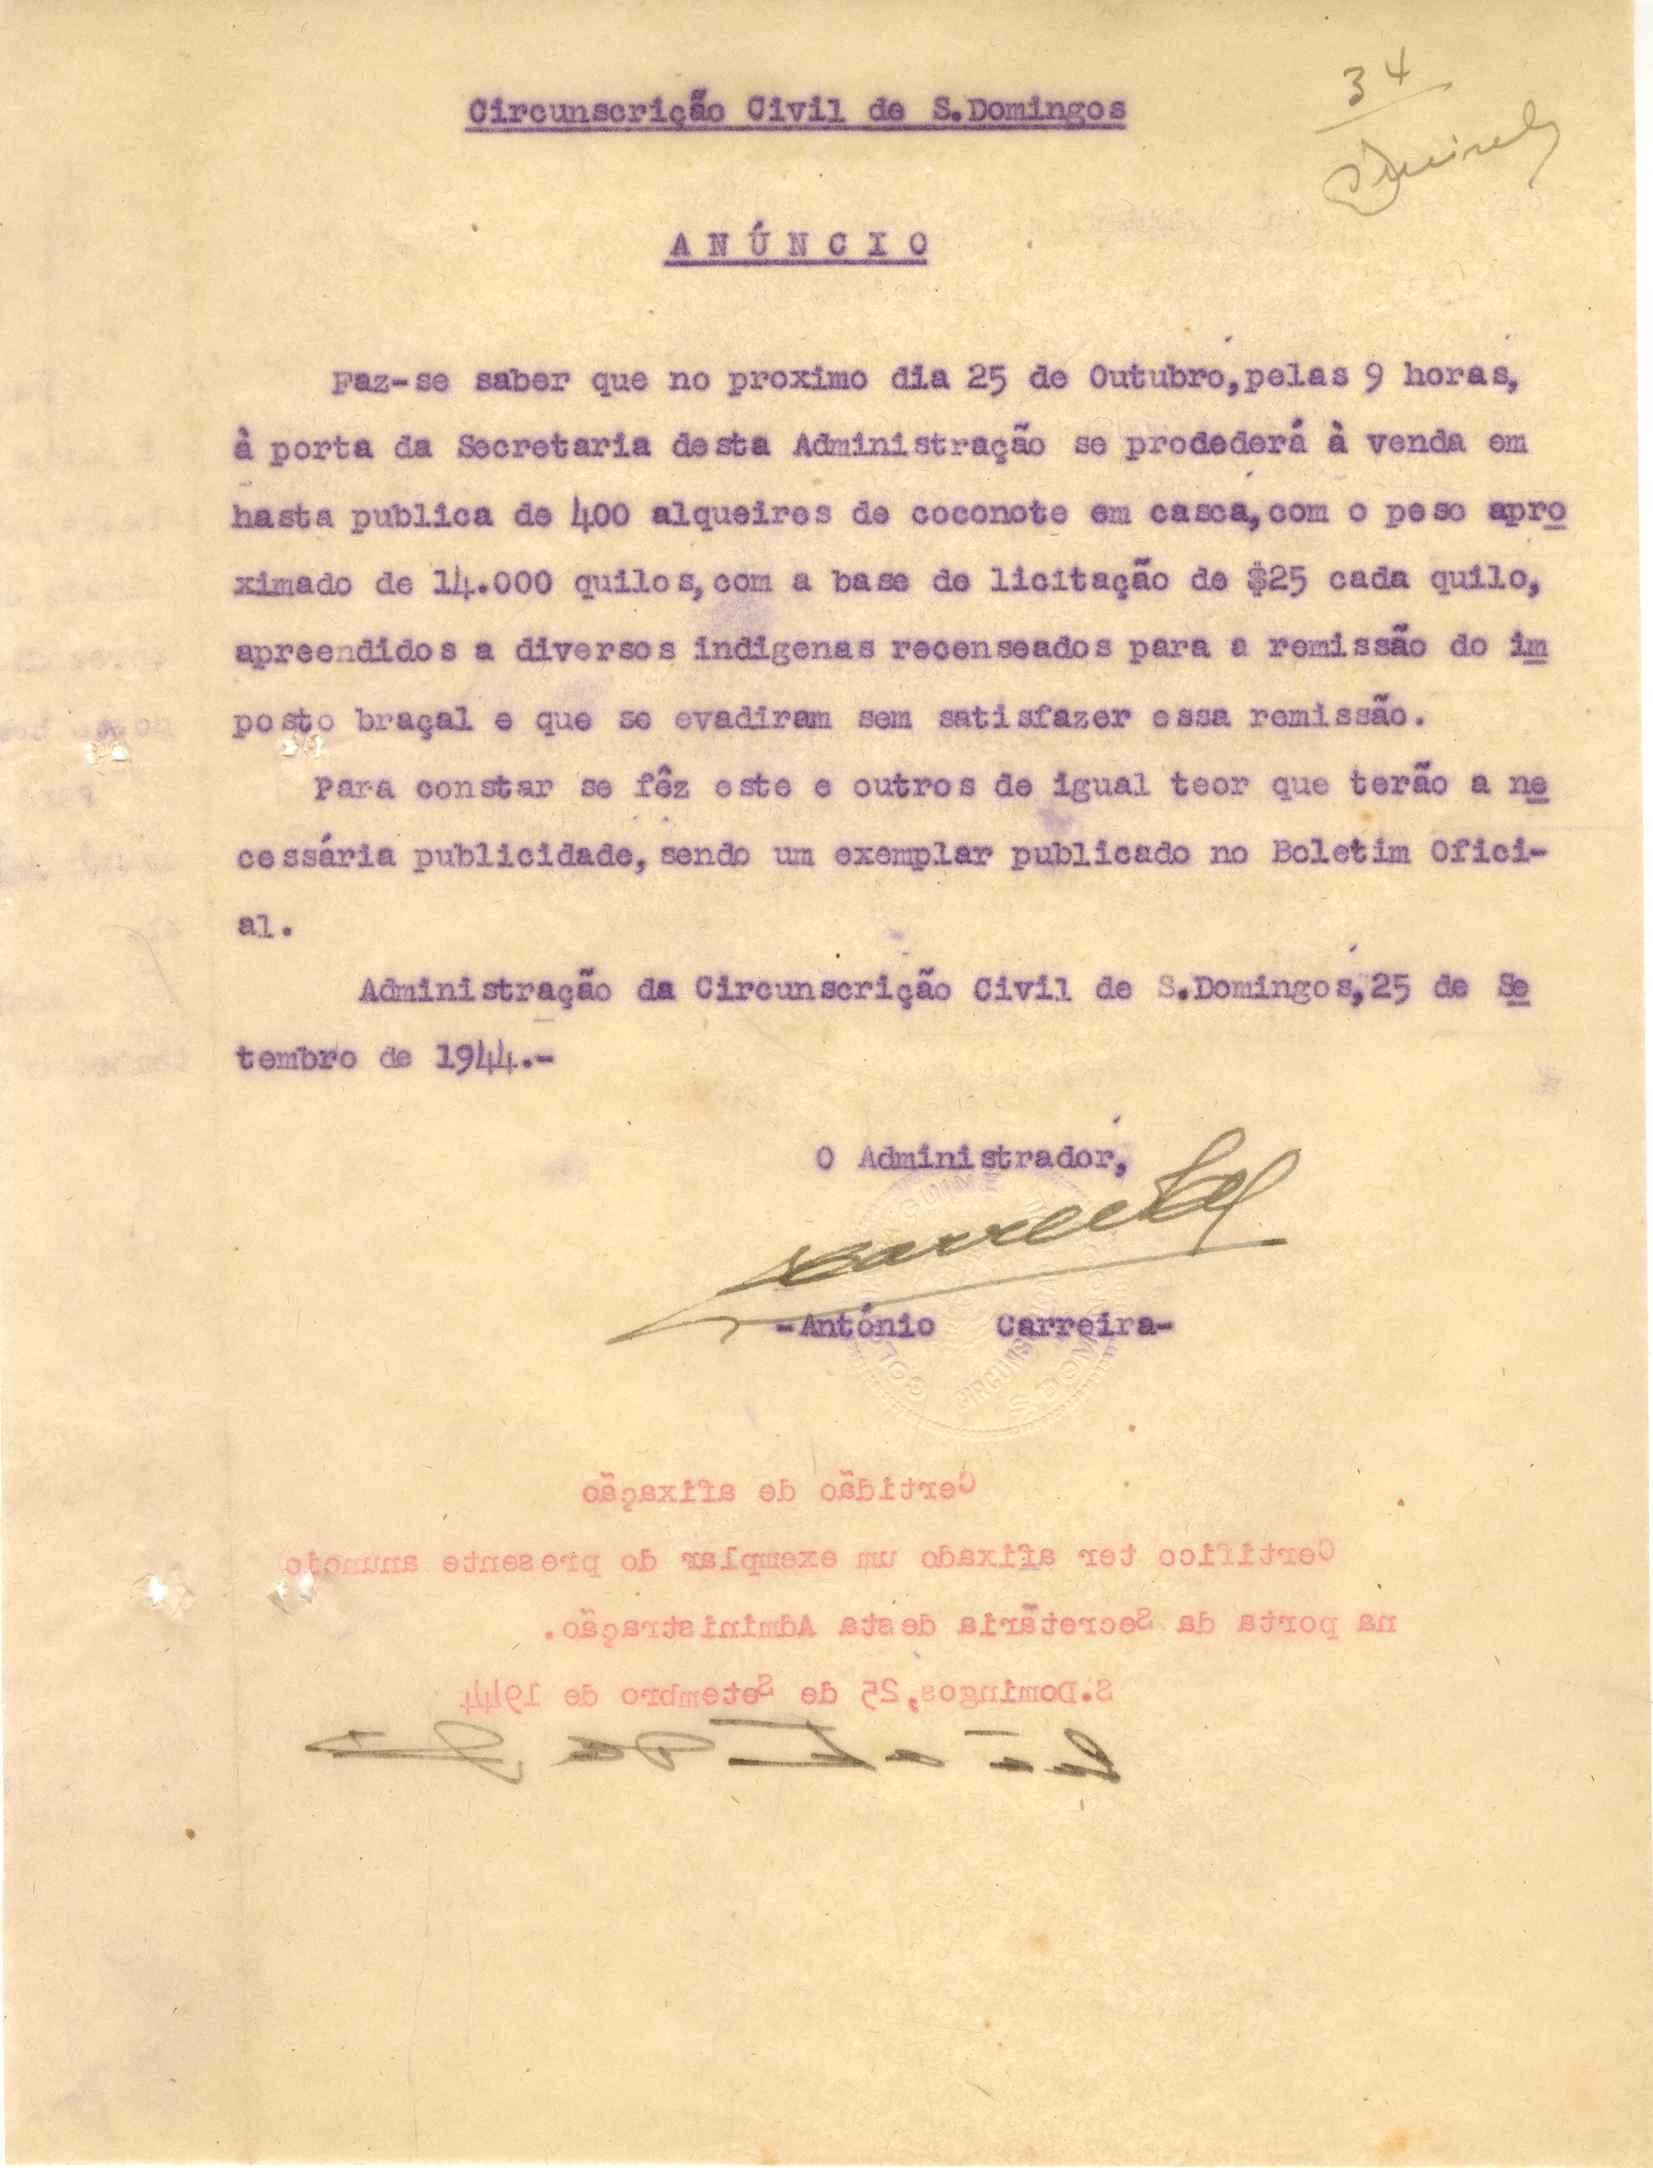 34
Circunscrição Civil de S.Domingos
ANÚNCIO
Faz-se saber que no proximo dia 25 de Outubro,pelas 9 horas,
à porta da Secretaria desta Administração se prodederá à venda em
hasta publica de 400 alqueires de coconote em casca,com o peso apro
ximado de 14.000 quilos,com a base de licitação de $25 cada quilo,
apreendidos a diversos indigenas recenseados para a remissão do im
posto braçal e que se evadiram sem satisfazer essa remissão.
Para constar se fêz este e outros de igual teor que terão a ne
cessária publicidade,sendo um exemplar publicado no Boletim Ofici-
al.
Administração da Circunscrição Civil de S.Domingos,25 de Se
tembro de 1944.-
O Administrador,
-António Carreira-
Certidão de afixação
Certifico ter afixado um exemplar do presente anuncio
na porta da Secretária desta Administração.
S.Domingos,25 de Setembro de 1944